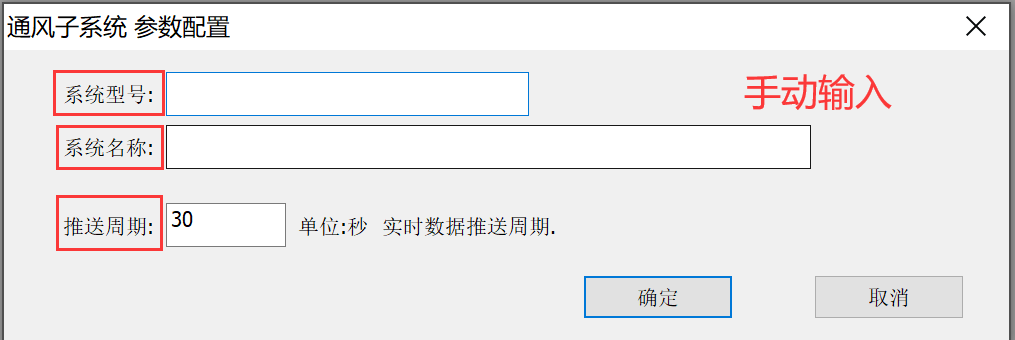 通风子系统 参数配置
系统型号:
手动输入
系统名称:
推送周期: 30 单位:秒 实时数据推送周期.
确定 取消